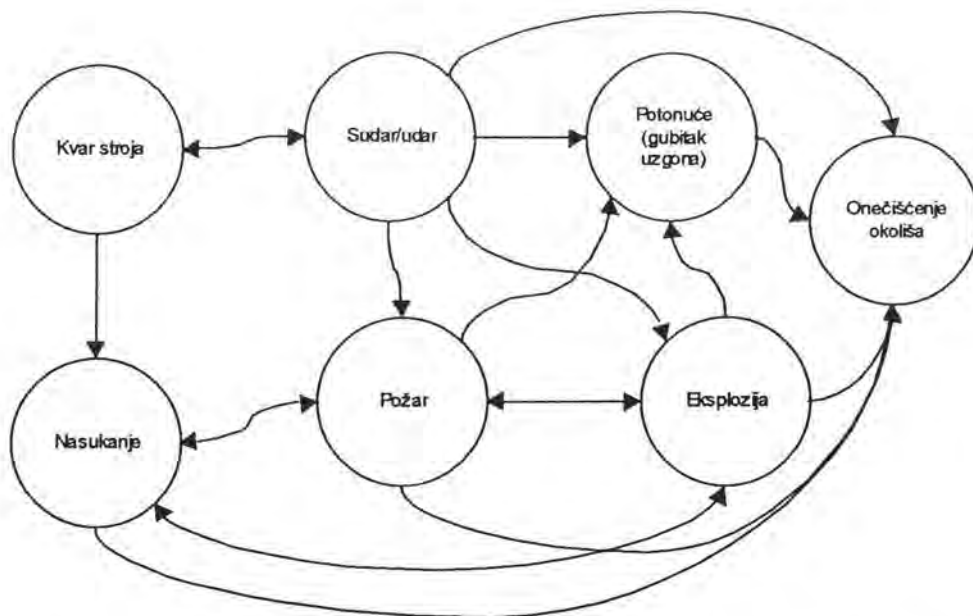 Kvar stroja
Sudar/udar
Potonuće
(gubitak
uzgona)
Onečišćenje
okoliša
Nasukanje
Požar
Eksplozija